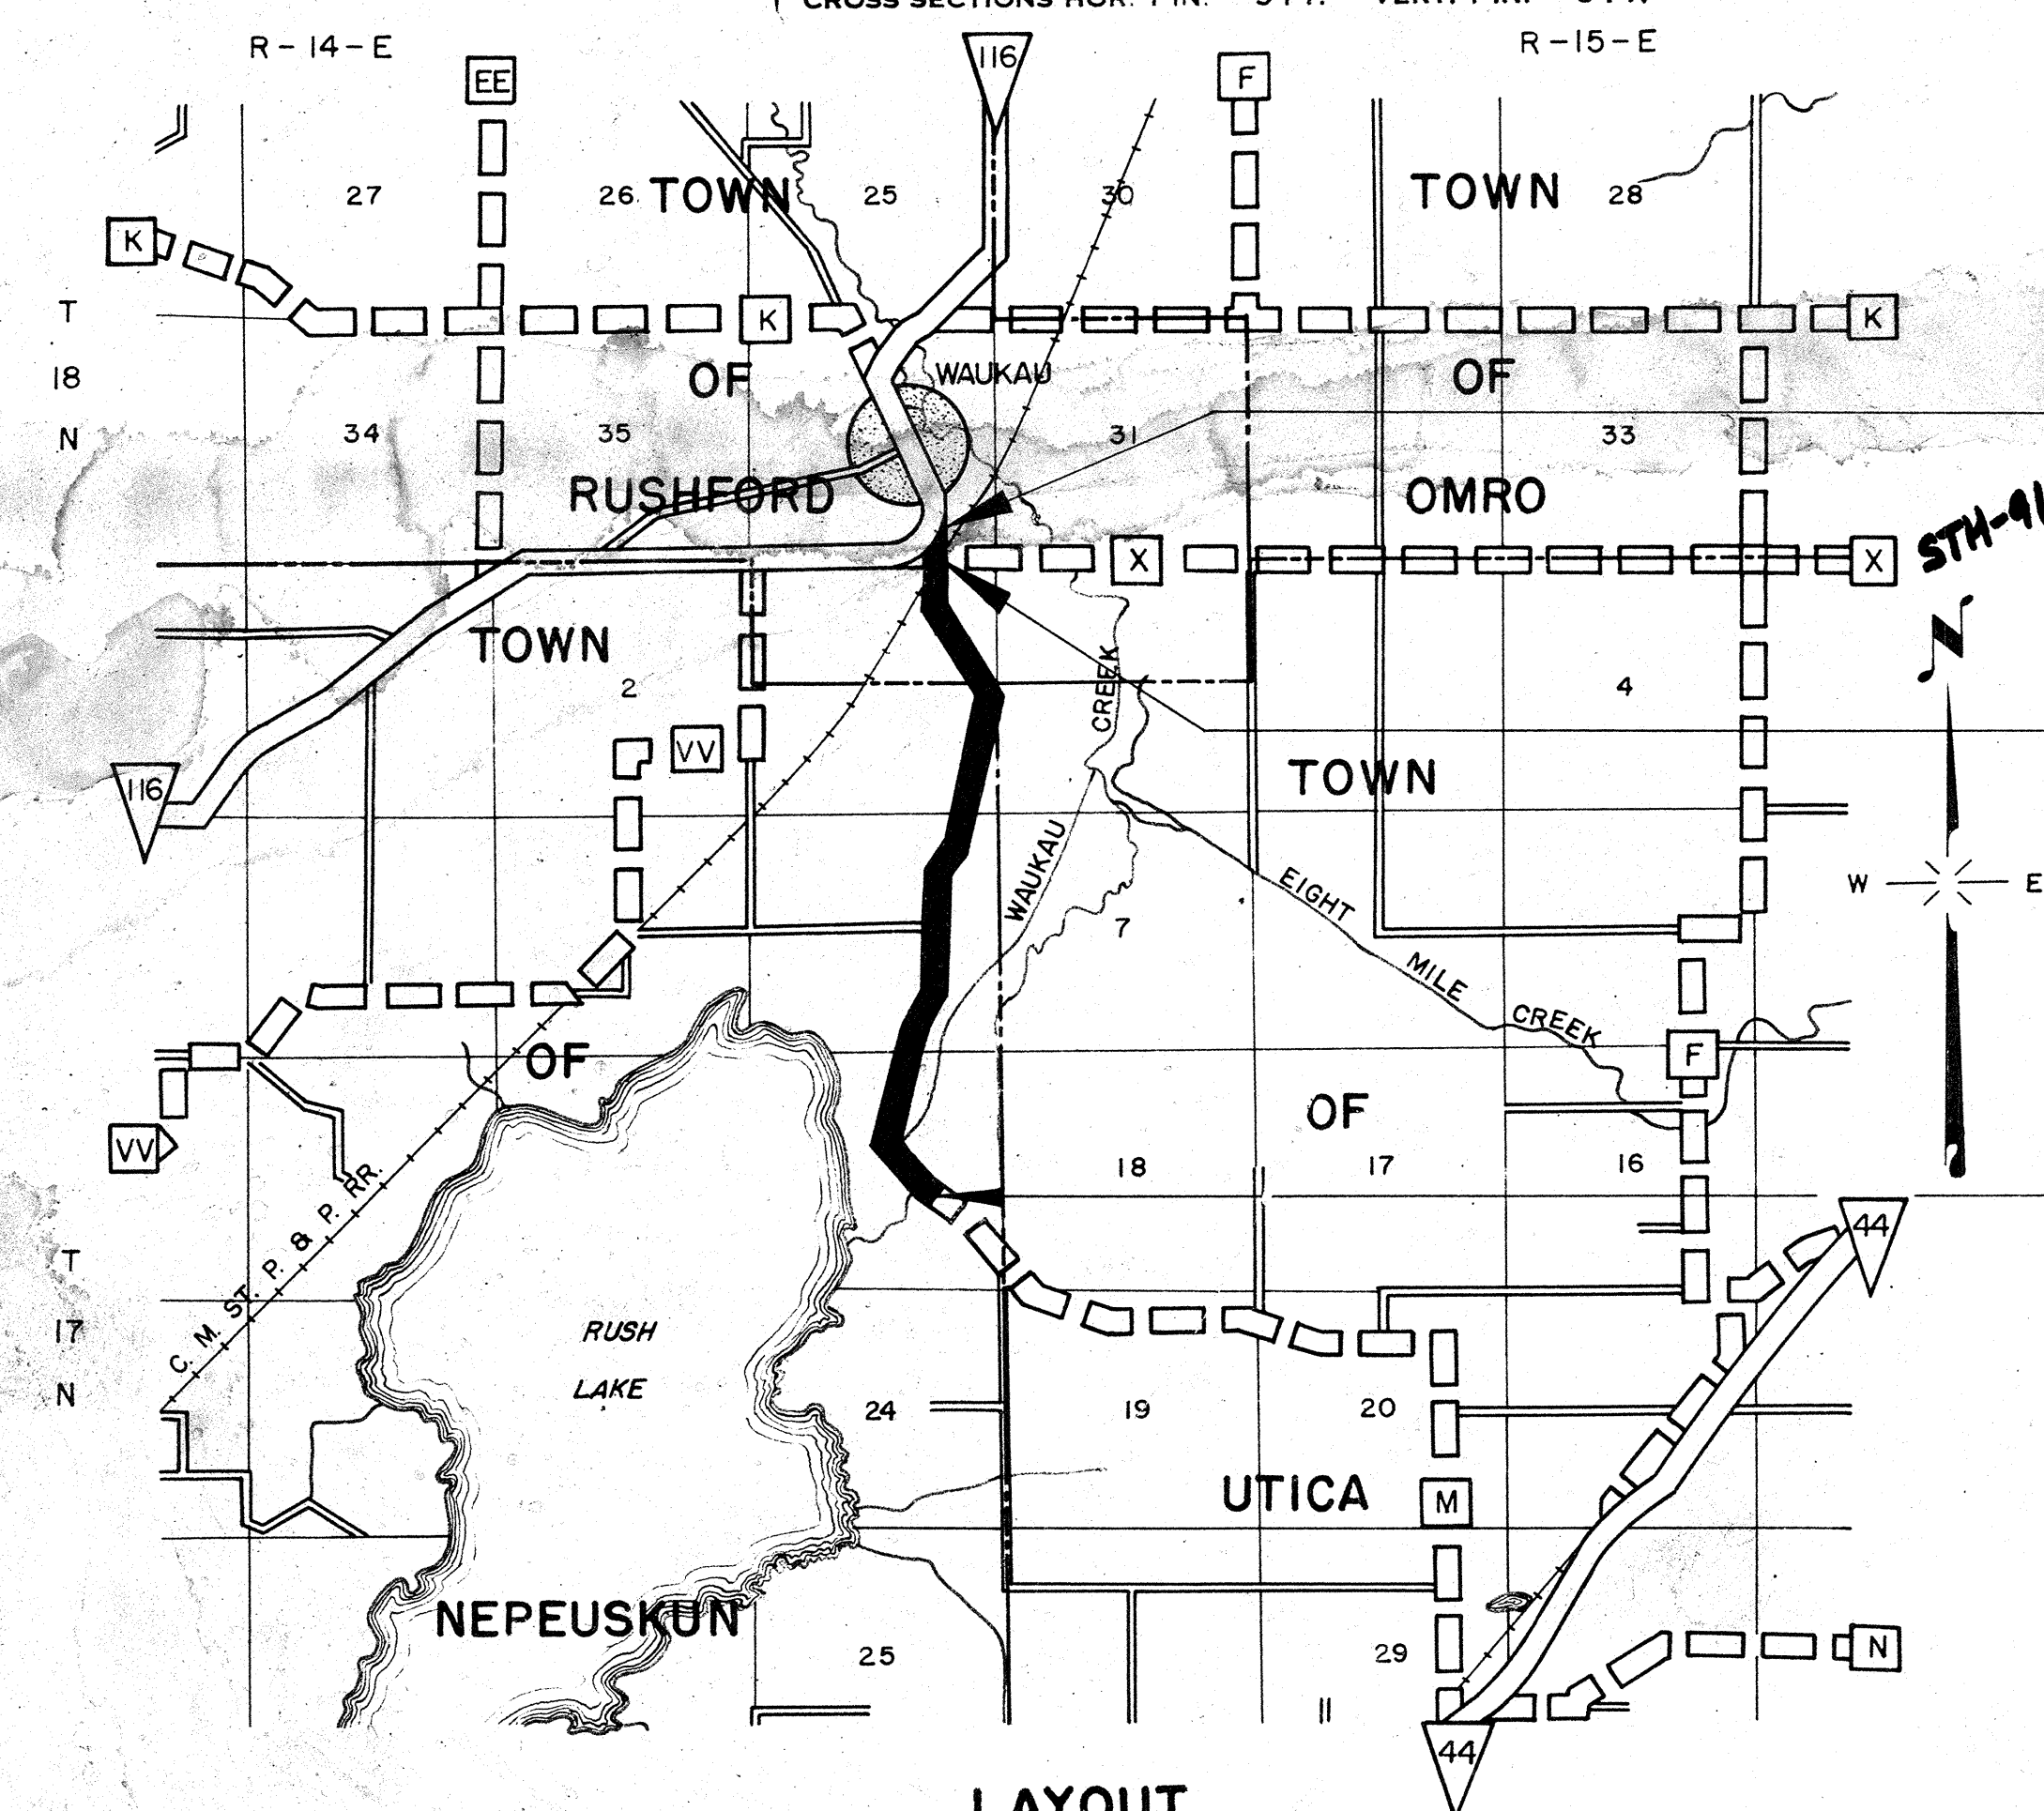 R-14-E
R-15-E
EE
116
F
27
26
TOWN
25
30
TOWN
28
K
T
18
N
K
K
OF
WAUKAU
OF
34
35
31
33
RUSHFORD
OMRO
STH-91
X
X
N
TOWN
2
CREEK
4
VV
TOWN
116
WAUKAU
EIGHT
MILE
CREEK
W
E
7
OF
F
OF
VV
18
17
16
44
C. M. ST. P. & P. RR.
T
17
N
RUSH
LAKE
24
19
20
UTICA
M
NEPEUSKUN
25
29
N
44
LAYOUT